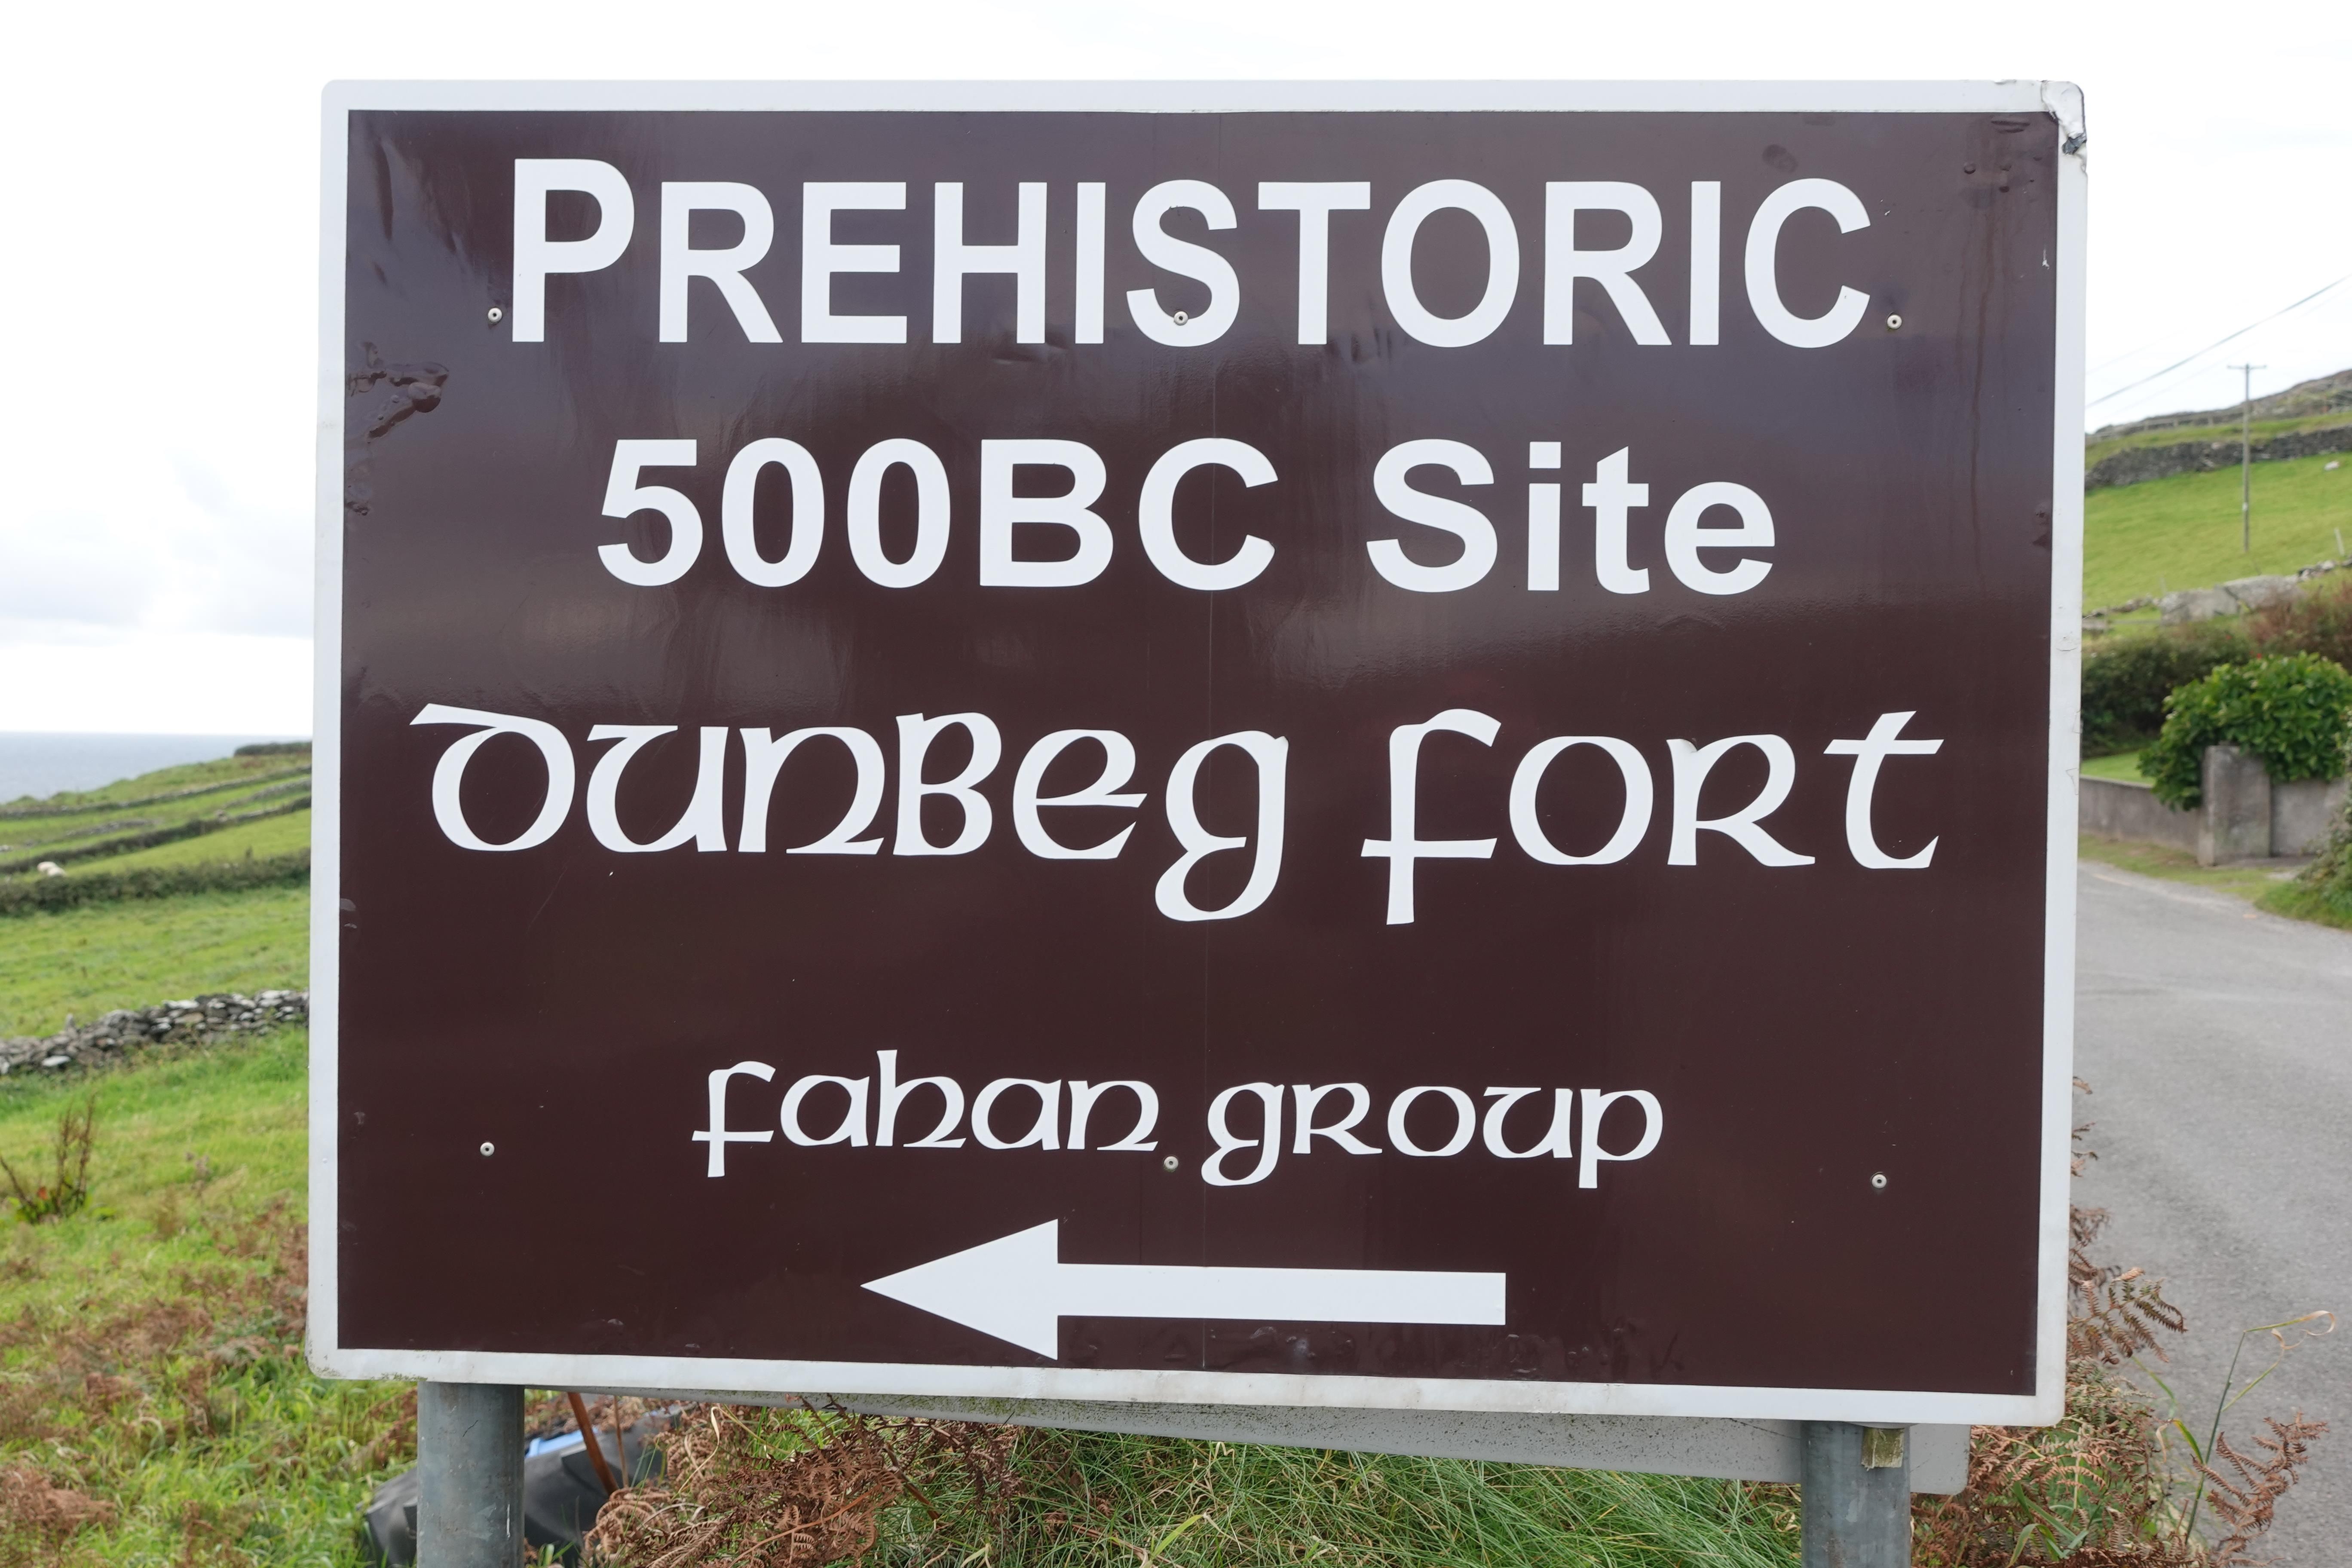 PREHISTORIC
500BC Site
Dunbeg Fort
Fahan Group